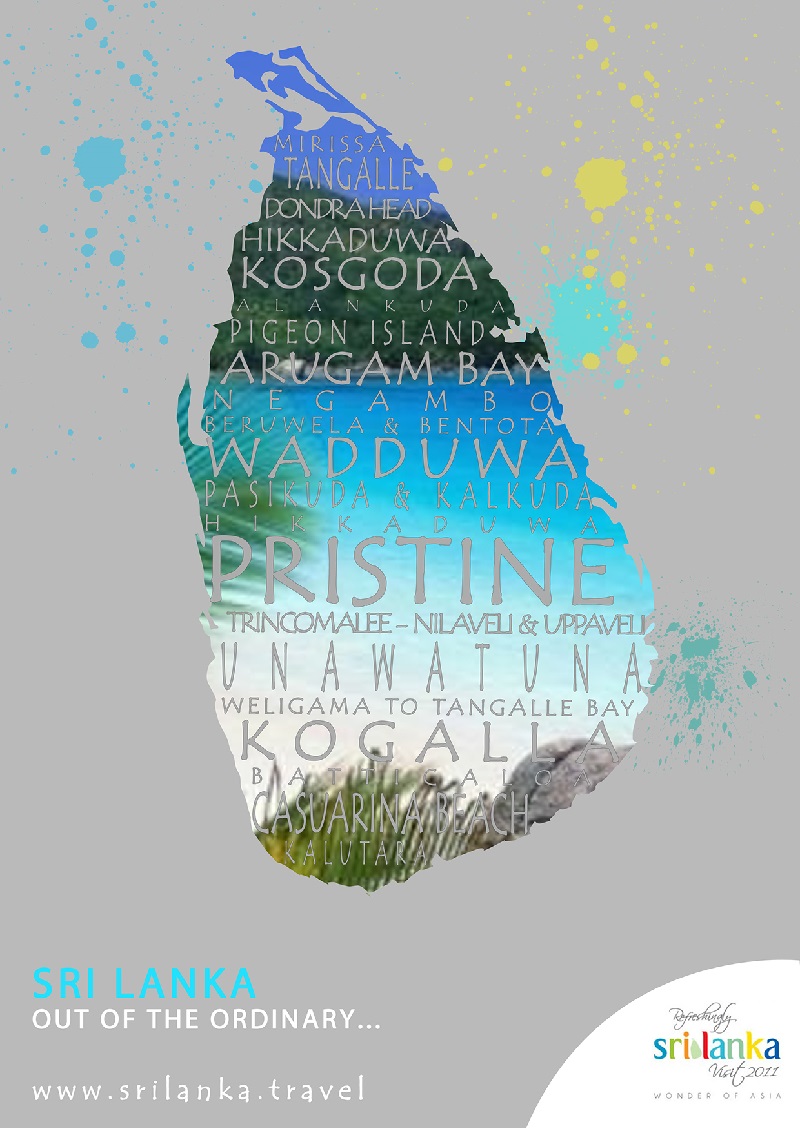 MIRISSA
TANGALLE
DONDRA HEAD
HIKKADUWA
KOSGODA
ALANKUDA
PIGEON ISLAND
ARUGAM BAY
NEGAMBO
BERUWELA & BENTOTA
WADDUWA
PASIKUDA & KALKUDA
HIKKADUWA
PRISTINE
TRINCOMALEE – NILAVELI & UPPAVELI
UNAWATUNA
WELIGAMA TO TANGALLE BAY
KOGALLA
BATTICALOA
CASUARINA BEACH
KALUTARA
SRI LANKA
OUT OF THE ORDINARY...
www.srilanka.travel
Refreshingly
srilanka
Visit 2011
WONDER OF ASIA